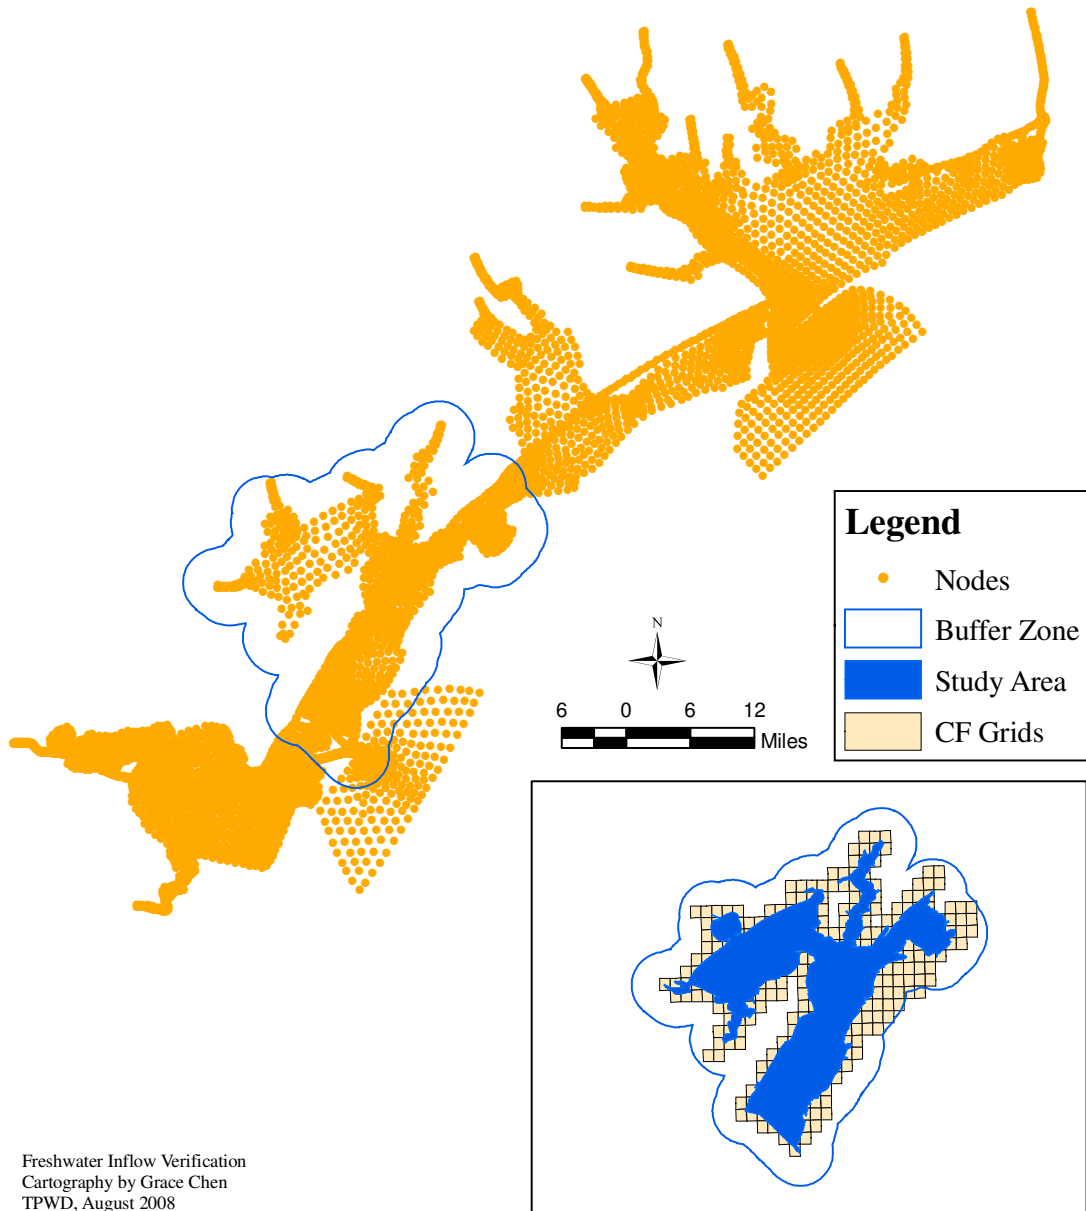 Legend
Nodes
Buffer Zone
Study Area
CF Grids
N
6 0 6 12
Miles
Freshwater Inflow Verification
Cartography by Grace Chen
TPWD, August 2008